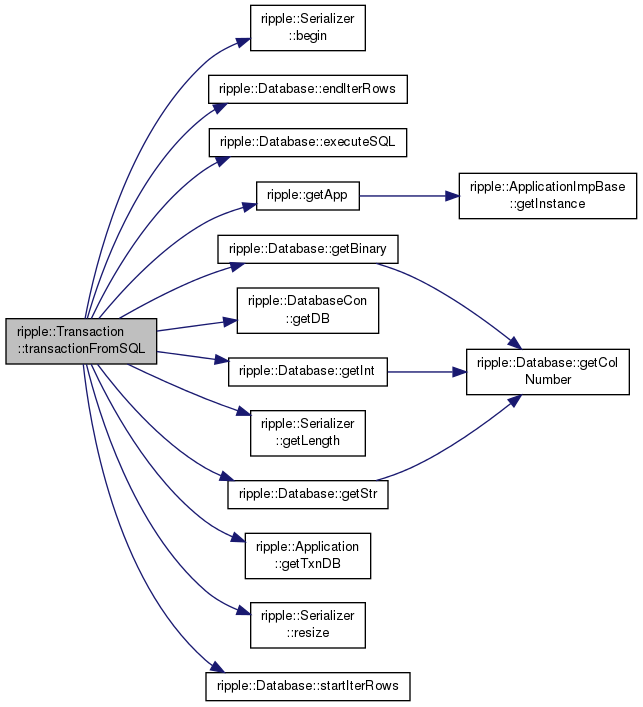 ripple::Serializer
::begin
ripple::Database::endIterRows
ripple::Database::executeSQL
ripple::getApp
ripple::ApplicationImpBase
::getInstance
ripple::Database::getBinary
ripple::DatabaseCon
::getDB
ripple::Transaction
::transactionFromSQL
ripple::Database::getInt
ripple::Database::getCol
Number
ripple::Serializer
::getLength
ripple::Database::getStr
ripple::Application
::getTxnDB
ripple::Serializer
::resize
ripple::Database::startIterRows